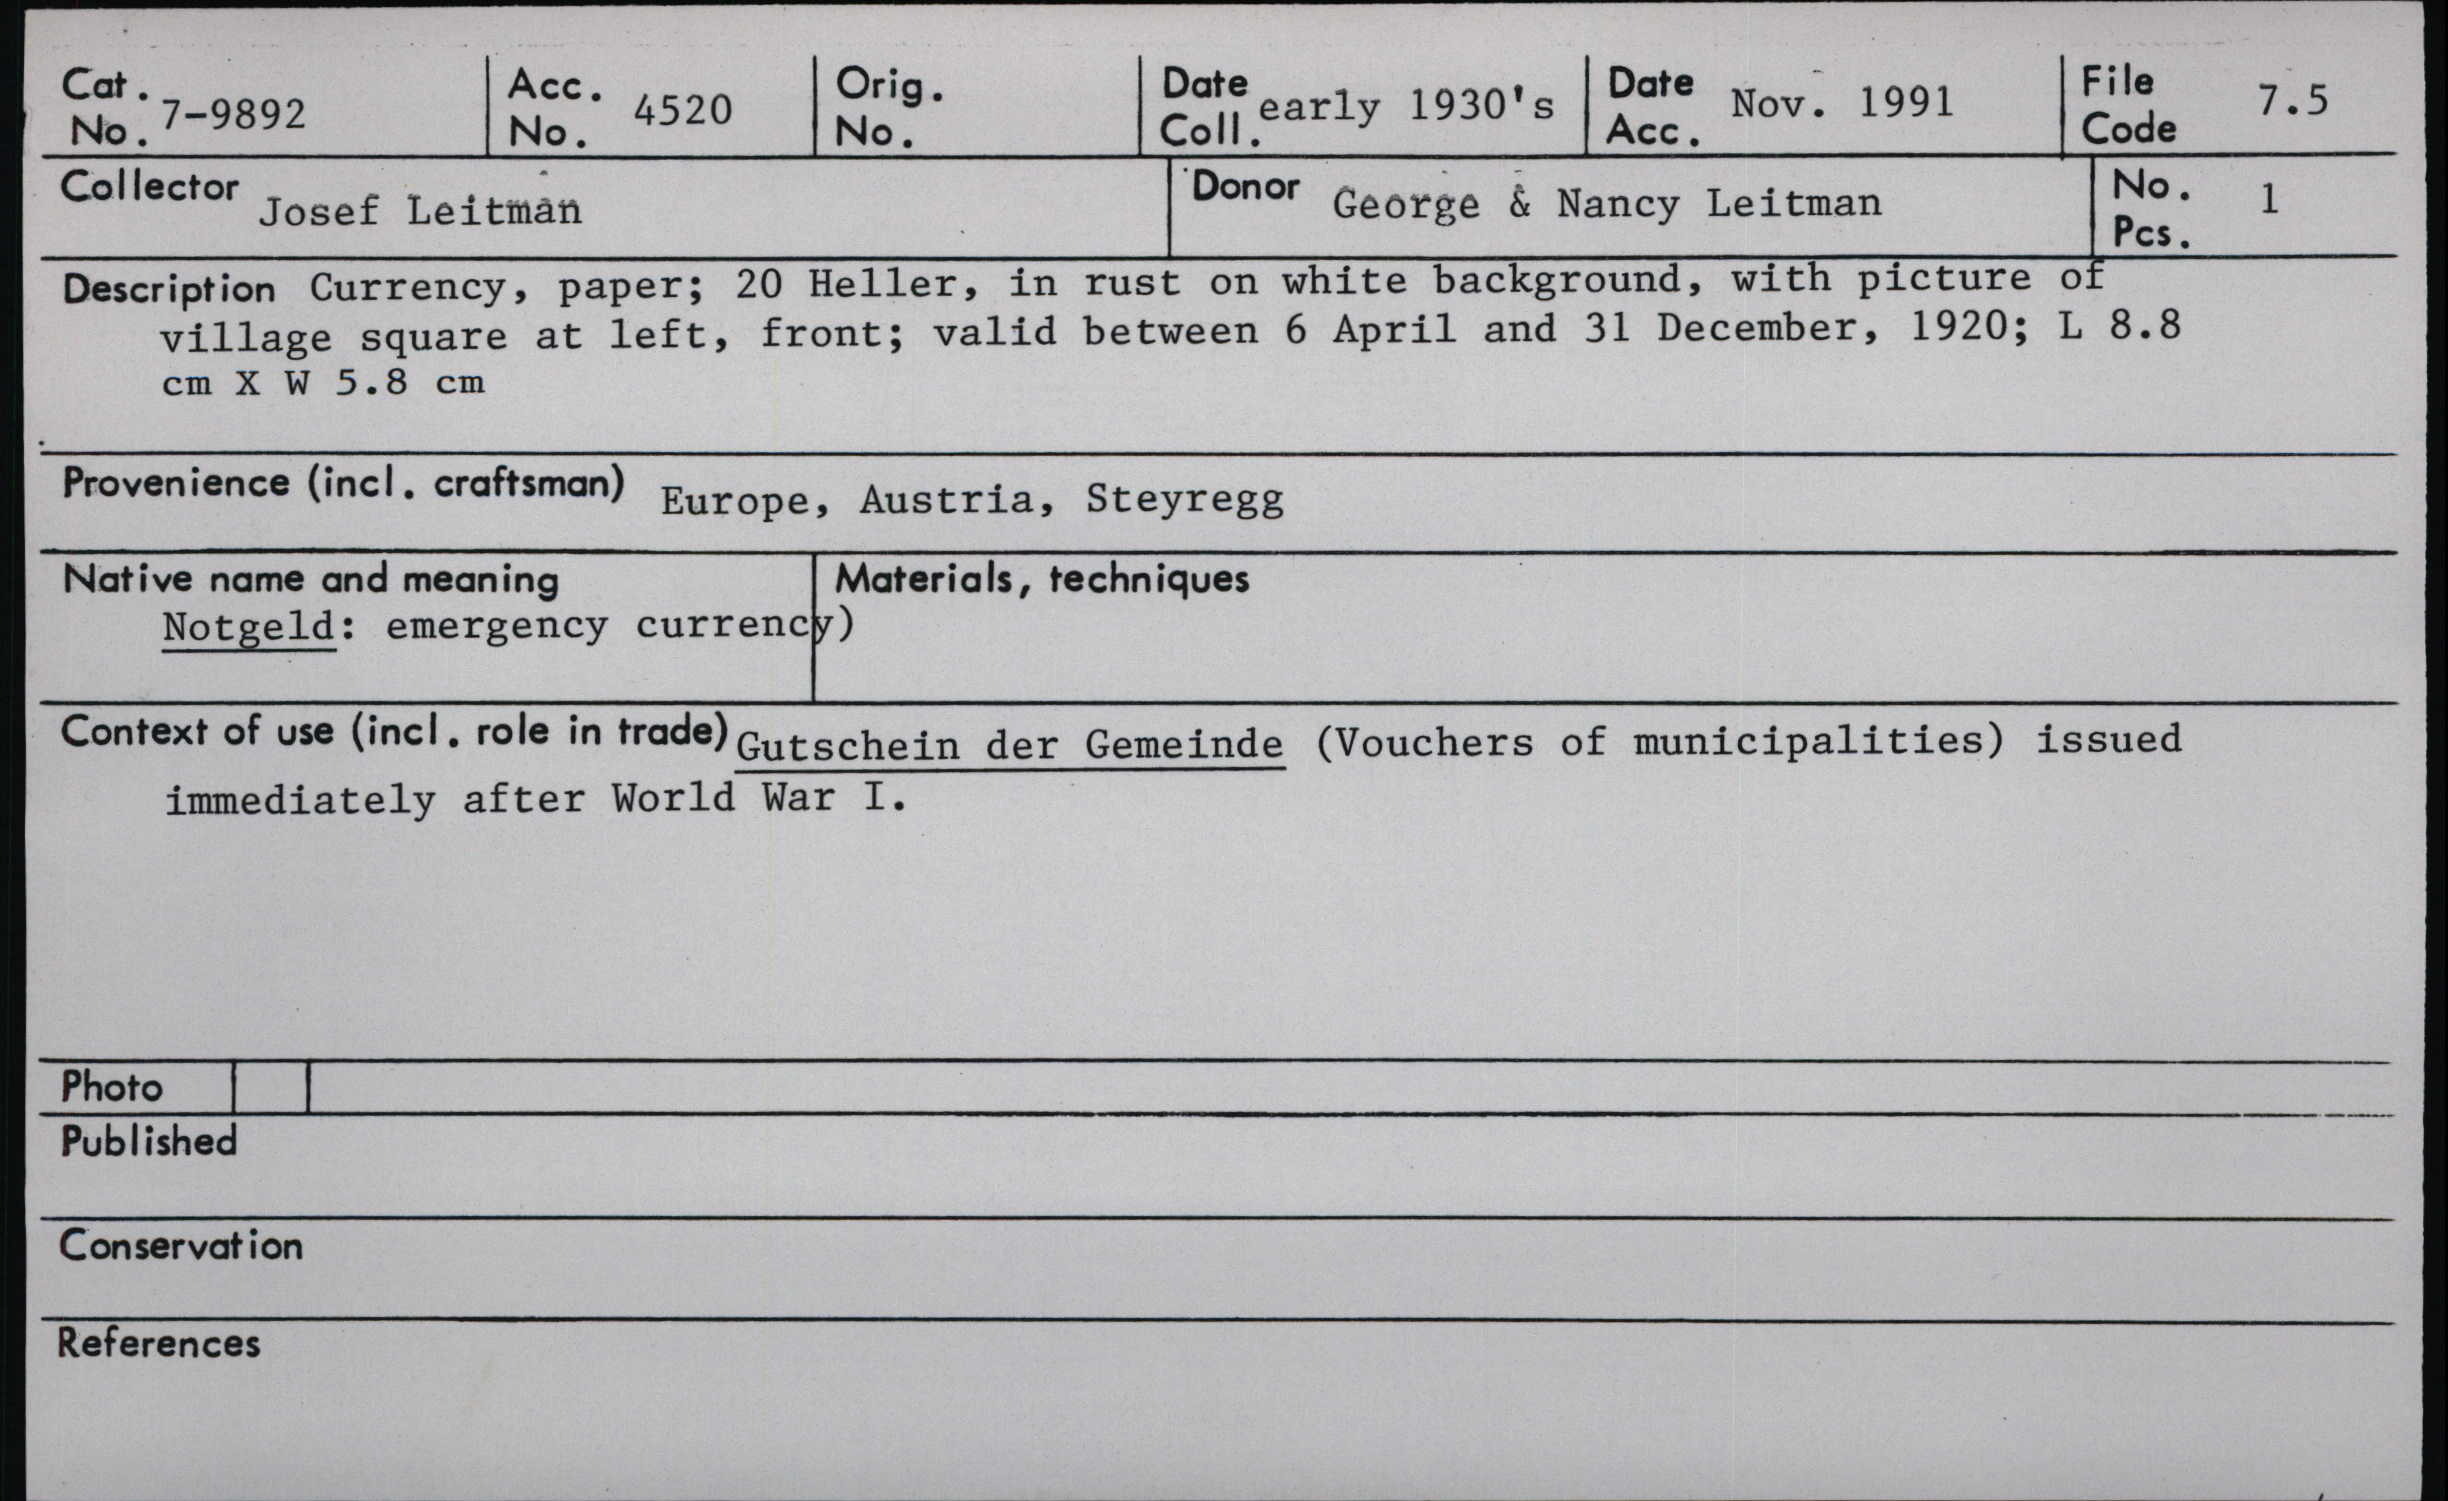 Cat. No. 7-9892 Acc. No. 4520 Orig. No. Date Coll. early 1930's Date Acc. Nov. 1991 File Code 7.5
Collector Josef Leitman Donor George & Nancy Leitman No. Pcs. 1
Description Currency, paper; 20 Heller, in rust on white background, with picture of
village square at left, front; valid between 6 April and 31 December, 1920; L 8.8
cm X W 5.8 cm
Provenience (incl. craftsman) Europe, Austria, Steyregg
Native name and meaning Materials, techniques
Notgeld: emergency currency)
Context of use (incl. role in trade) Gutschein der Gemeinde (Vouchers of municipalities) issued
immediately after World War I.
Photo
Published
Conservation
References